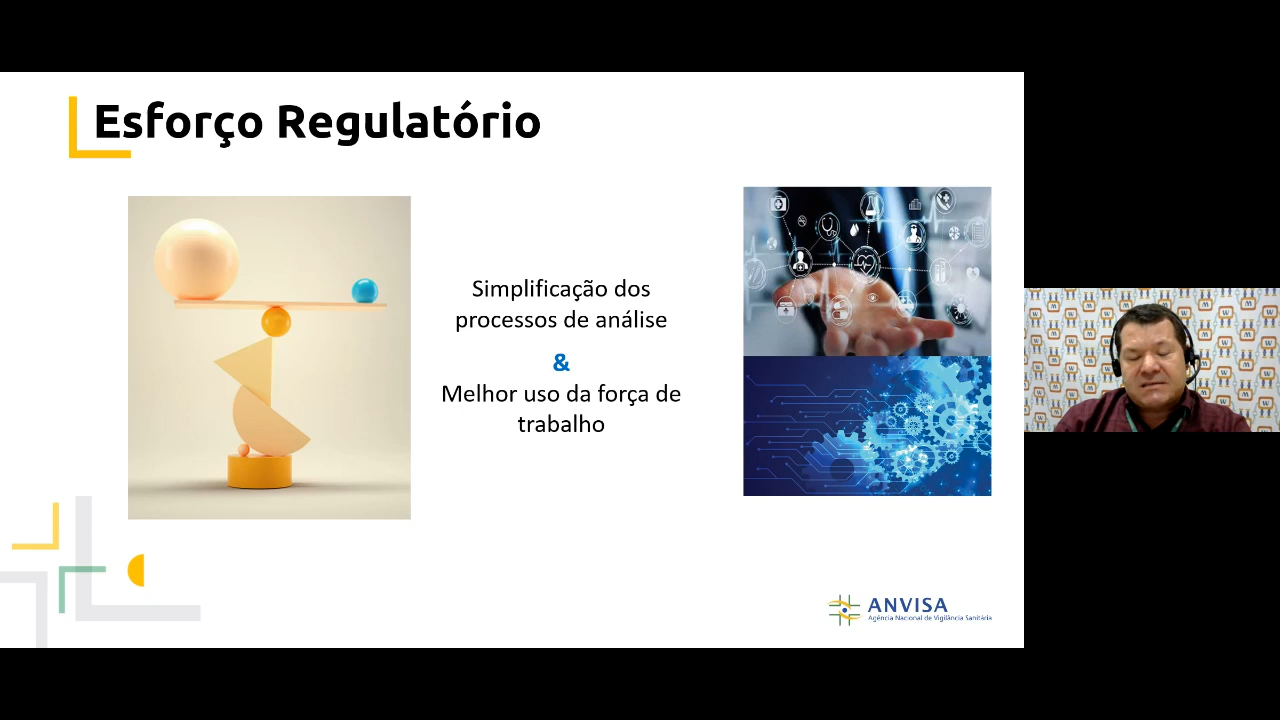 Esforço Regulatório
Simplificação dos
processos de análise
&
Melhor uso da força de
trabalho
ANVISA
Agência Nacional de Vigilância Sanitária